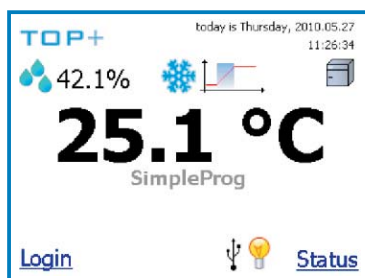 TOP+
today is Thursday, 2010.05.27
11:26:34
42.1%
25.1 °C
SimpleProg
Login
Status